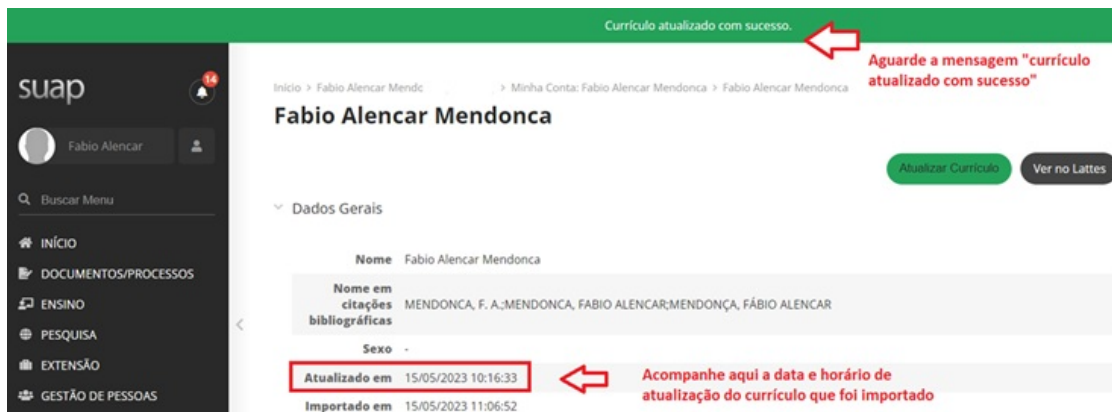 Currículo atualizado com sucesso.
Aguarde a mensagem "currículo
atualizado com sucesso"
suap
14
Fabio Alencar
Buscar Menu
INÍCIO
DOCUMENTOS/PROCESSOS
ENSINO
PESQUISA
EXTENSÃO
GESTÃO DE PESSOAS
Início > Fabio Alencar Mendc > Minha Conta: Fabio Alencar Mendonca > Fabio Alencar Mendonca
Fabio Alencar Mendonca
Atualizar Currículo Ver no Lattes
Dados Gerais
Nome Fabio Alencar Mendonca
Nome em
citações MENDONCA, F. A.;MENDONCA, FABIO ALENCAR;MENDONÇA, FÁBIO ALENCAR
bibliográficas
Sexo -
Atualizado em 15/05/2023 10:16:33
Acompanhe aqui a data e horário de
atualização do currículo que foi importado
Importado em 15/05/2023 11:06:52